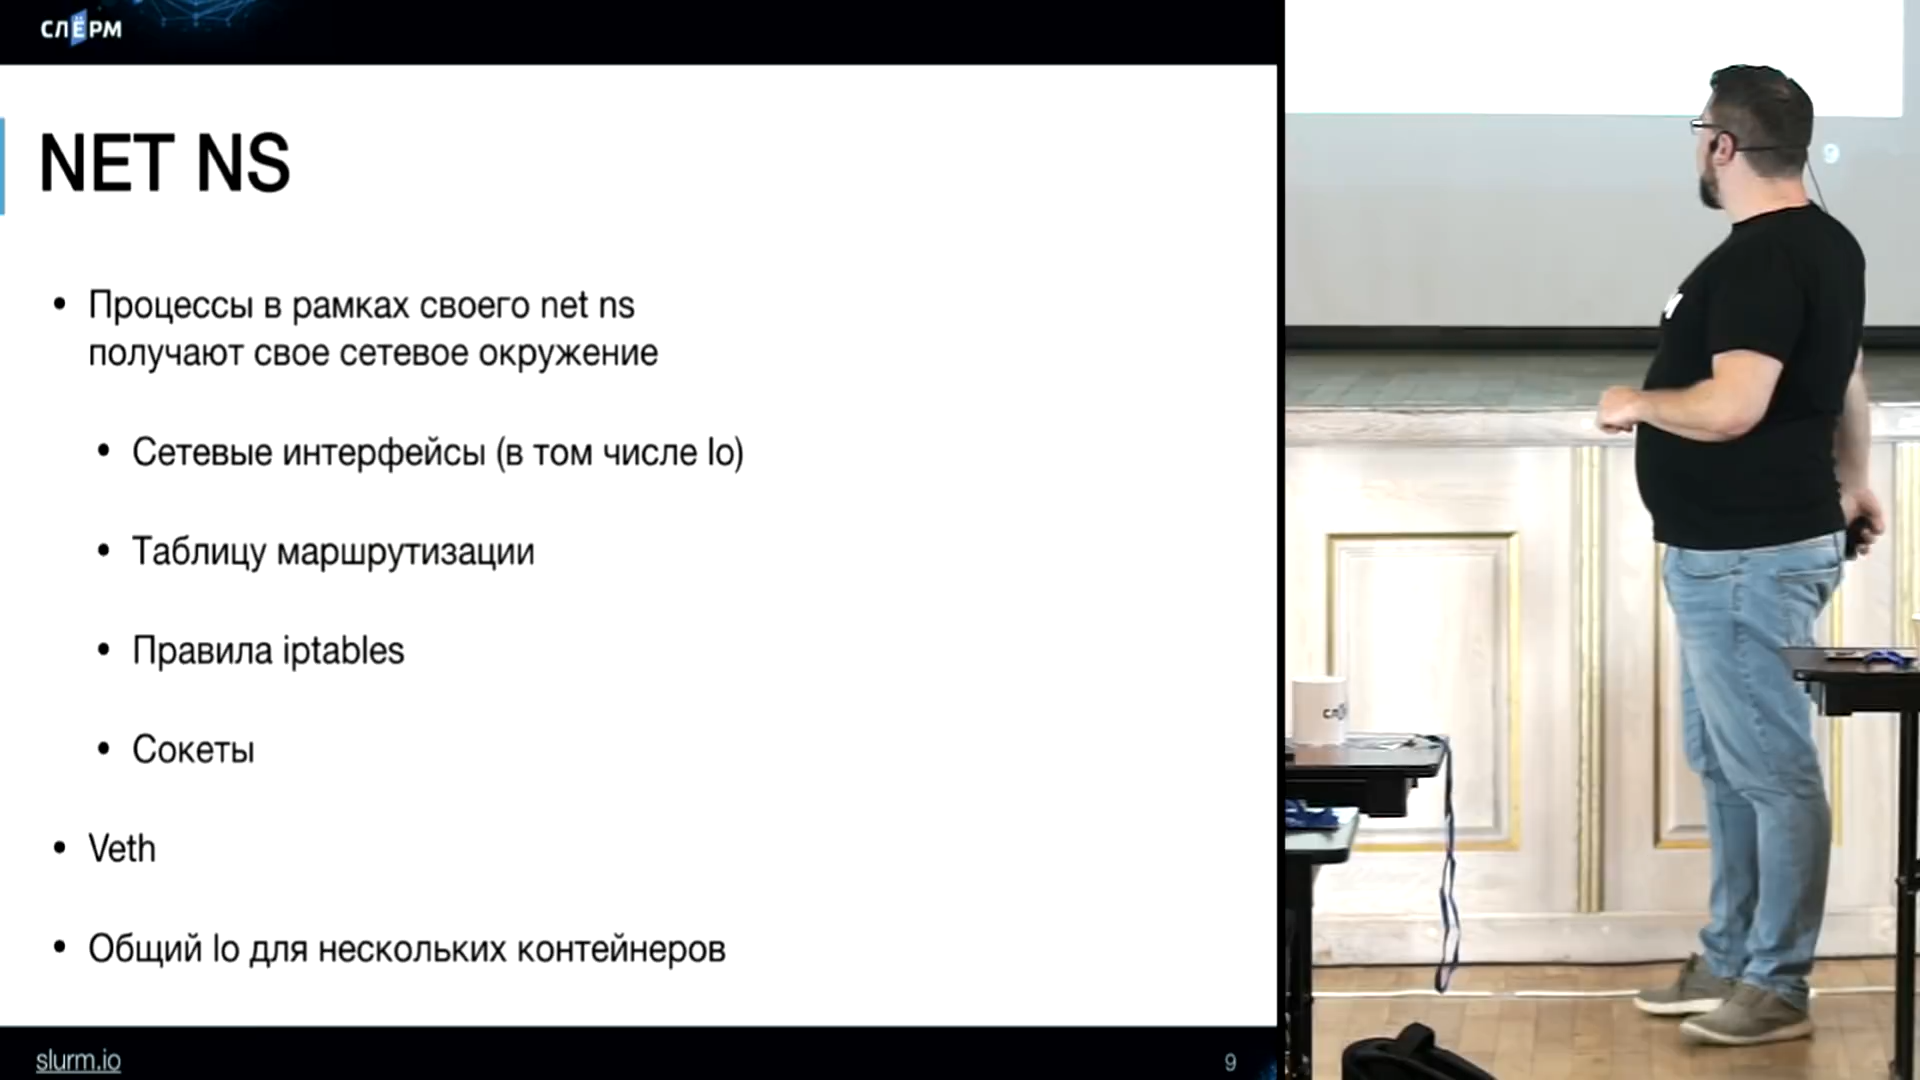 СЛЁРМ
NET NS
• Процессы в рамках своего net ns
получают свое сетевое окружение
• Сетевые интерфейсы (в том числе lo)
• Таблицу маршрутизации
• Правила iptables
• Сокеты
• Veth
• Общий lo для нескольких контейнеров
slurm.io
9
9